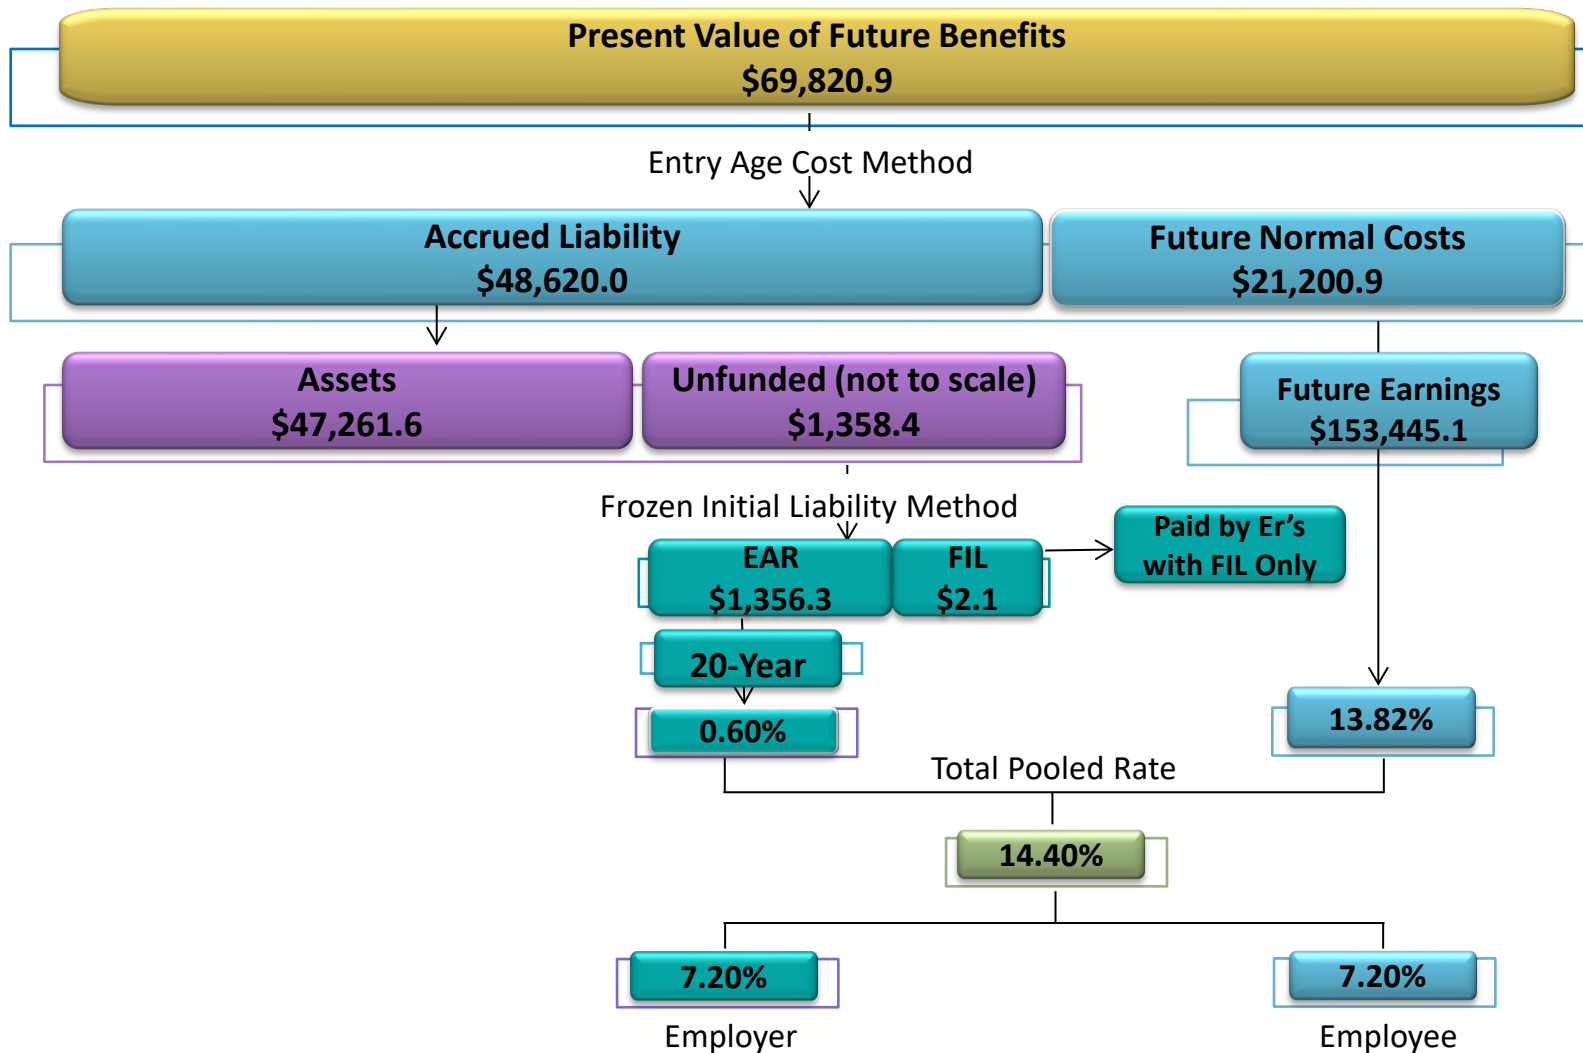 Present Value of Future Benefits
$69,820.9
Entry Age Cost Method
Accrued Liability
$48,620.0
Future Normal Costs
$21,200.9
Assets
$47,261.6
Unfunded (not to scale)
$1,358.4
Future Earnings
$153,445.1
Frozen Initial Liability Method
EAR
$1,356.3
FIL
$2.1
Paid by Er’s
with FIL Only
20-Year
0.60%
13.82%
Total Pooled Rate
14.40%
7.20%
Employer
7.20%
Employee